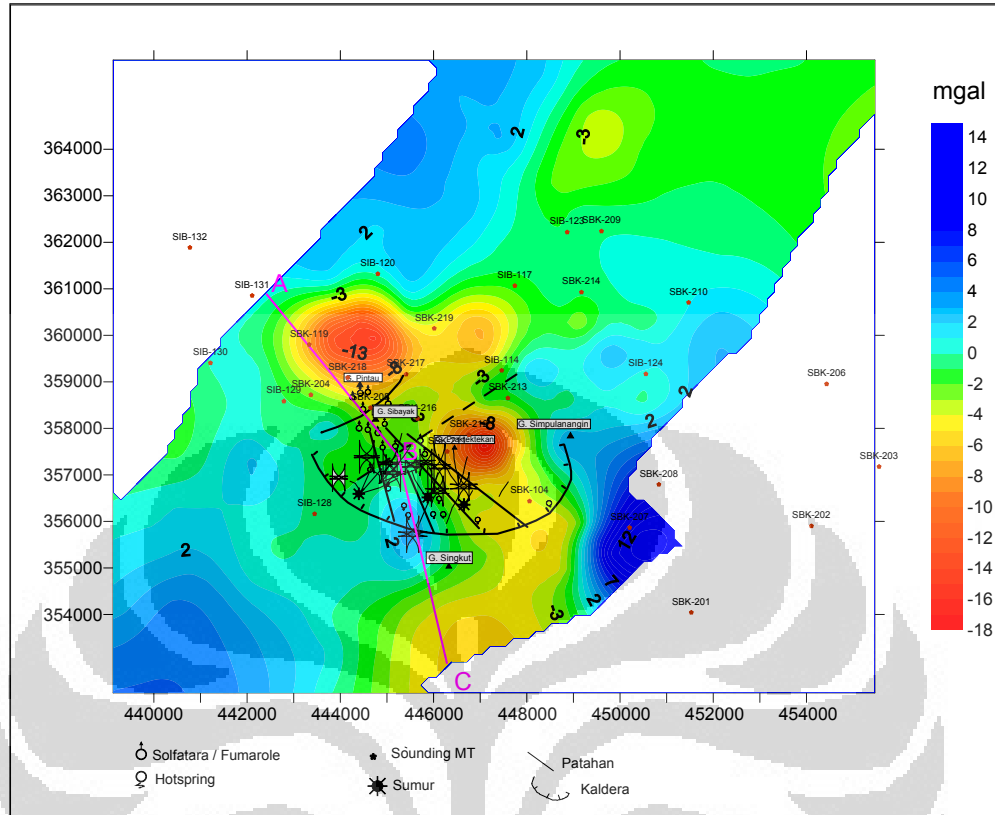 mgal
14
12
10
8
6
4
2
0
-2
-4
-6
-8
-10
-12
-14
-16
-18
364000
363000
362000
361000
360000
359000
358000
357000
356000
355000
354000
440000 442000 444000 446000 448000 450000 452000 454000
2
-3
SIB-123 SBK-209
SIB-132
2
SIB-120
SIB-117
SIB-131 A
SBK-214
-3
SBK-210
SBK-219
SBK-119
-13
SBK-218 SBK-217
-8
SIB-114
SIB-130
SIB-124
G. Pintau
-3
SIB-129 SBK-204
SBK-213
2
SBK-206
G. Sibayak
-8
G. Simpulanangin
2
B
SBK-203
SBK-208
SBK-104
SIB-128
SBK-202
12
2
2
G. Singkut
7
2
-3
SBK-201
C
Solfatara / Fumarole
Sounding MT
Patahan
Hotspring
Sumur
Kaldera